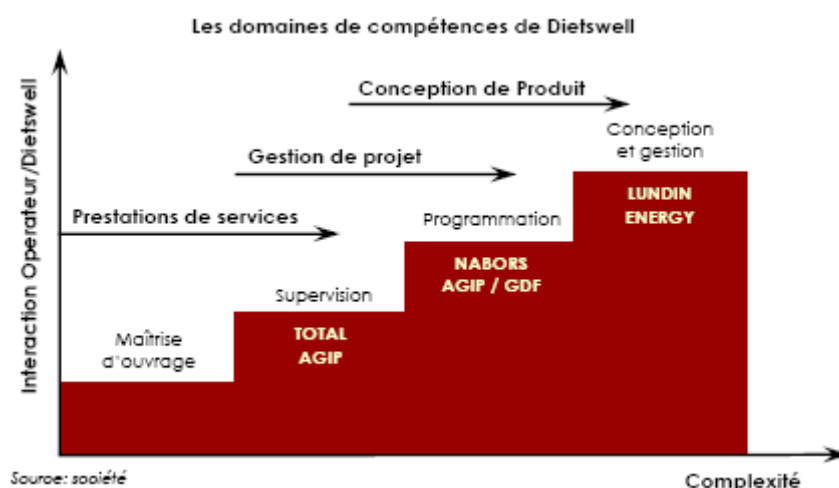 Les domaines de compétences de Dietswell
Interaction Operateur/Dietswell
Conception de Produit
Conception
et gestion
Gestion de projet
LUNDIN
ENERGY
Prestations de services
Programmation
NABORS
AGIP / GDF
Supervision
TOTAL
AGIP
Maîtrise
d'ouvrage
Source: société
Complexité